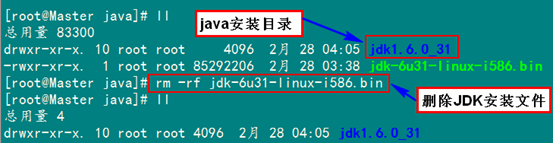 [root@Master java]# ll
java安装目录
总用量 83300
drwxr-xr-x. 10 root root     4096  2月 28 04:05 jdk1.6.0_31
-rwxr-xr-x.  1 root root 85292206  2月 28 03:38 jdk-6u31-linux-i586.bin
[root@Master java]# rm -rf jdk-6u31-linux-i586.bin
[root@Master java]# ll
删除JDK安装文件
总用量 4
drwxr-xr-x. 10 root root 4096  2月 28 04:05 jdk1.6.0_31